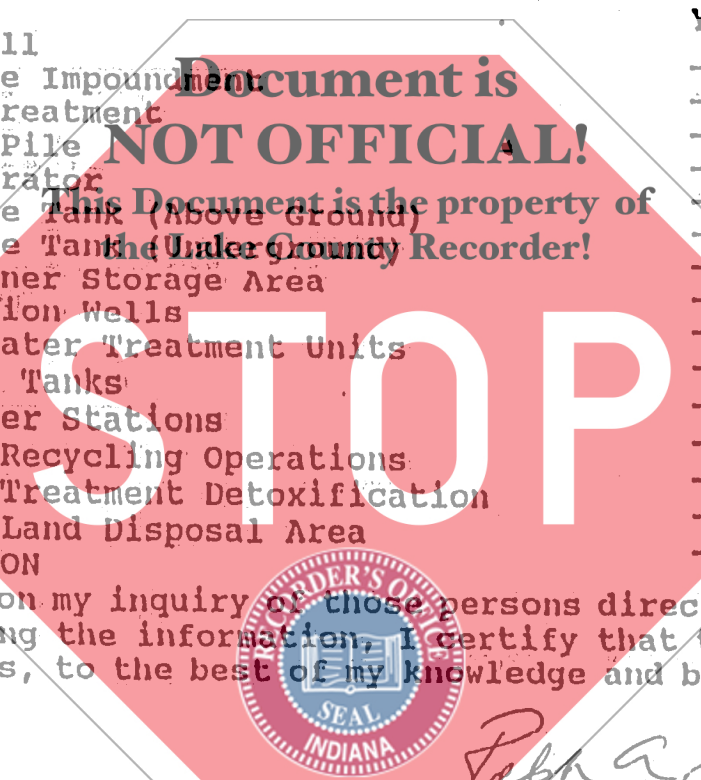 ll
e Impoundment
Document is
reatment
NOT OFFICIAL!
Pile
rator
This Document is the property of
e Tank (Above Ground)
the Lake County Recorder!
e Tank (Underground)
ner Storage Area
ion Wells
ater Treatment Units
Tanks
er Stations
STOP
Recycling Operations
Treatment Detoxification
Land Disposal Area
ON
on my inquiry of those persons direc
ng the information, I certify that t
s, to the best of my knowledge and b
RECORDER'S OFFICE
SEAL
INDIANA